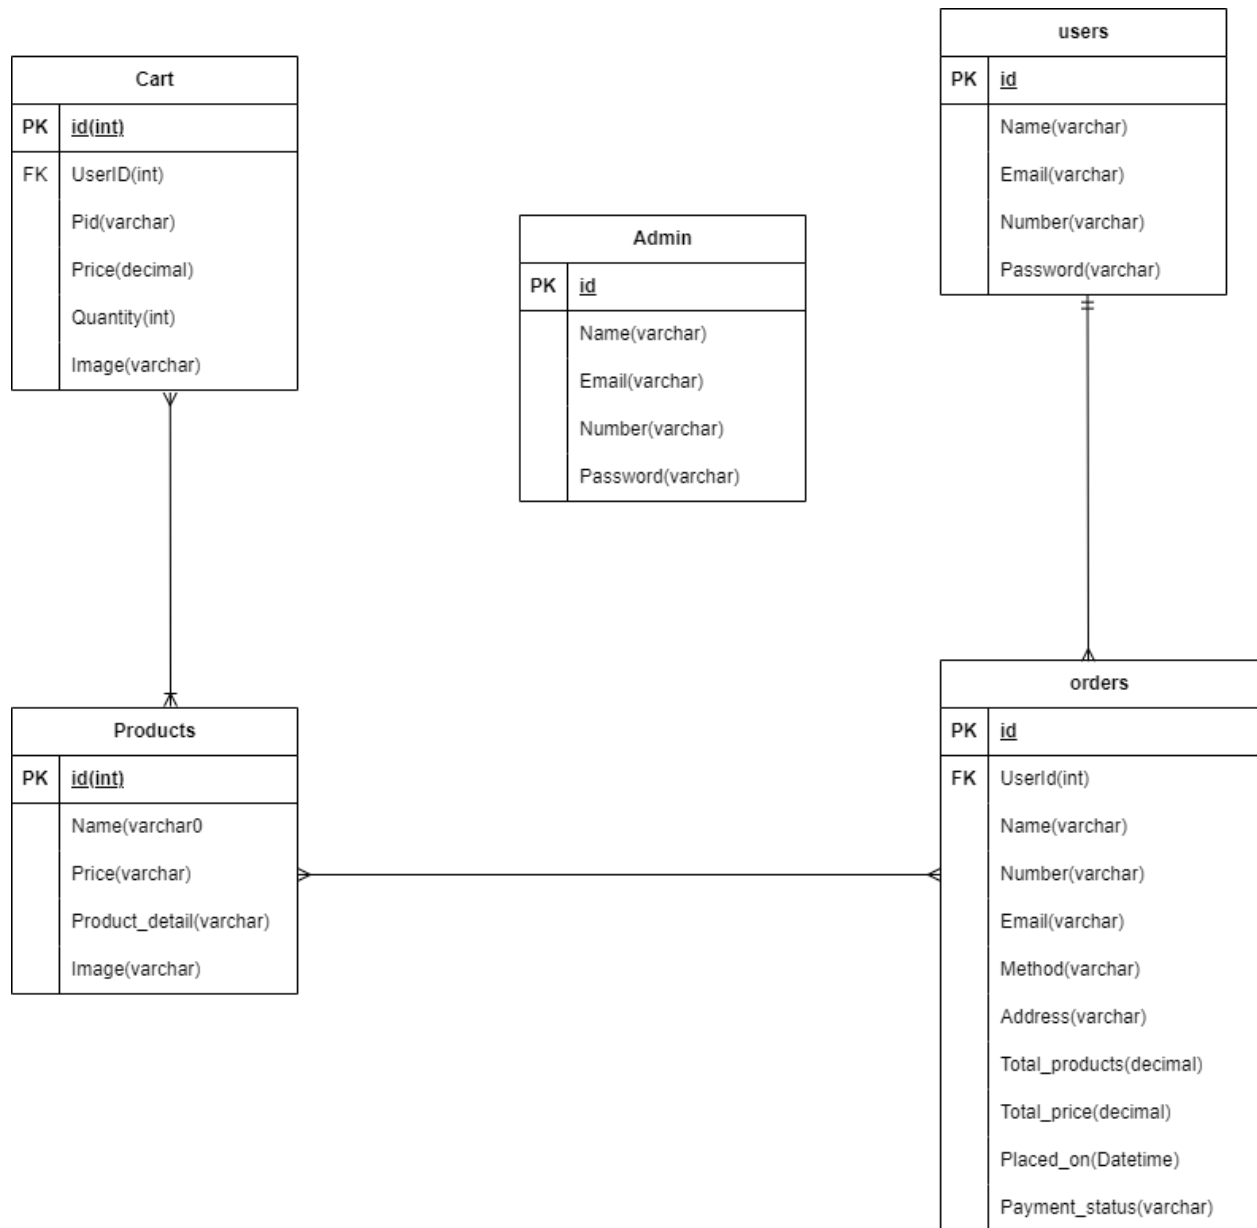 Cart
PK id(int)
FK UserID(int)
Pid(varchar)
Price(decimal)
Quantity(int)
Image(varchar)
Admin
PK id
Name(varchar)
Email(varchar)
Number(varchar)
Password(varchar)
users
PK id
Name(varchar)
Email(varchar)
Number(varchar)
Password(varchar)
Products
PK id(int)
Name(varchar0
Price(varchar)
Product_detail(varchar)
Image(varchar)
orders
PK id
FK UserId(int)
Name(varchar)
Number(varchar)
Email(varchar)
Method(varchar)
Address(varchar)
Total_products(decimal)
Total_price(decimal)
Placed_on(Datetime)
Payment_status(varchar)